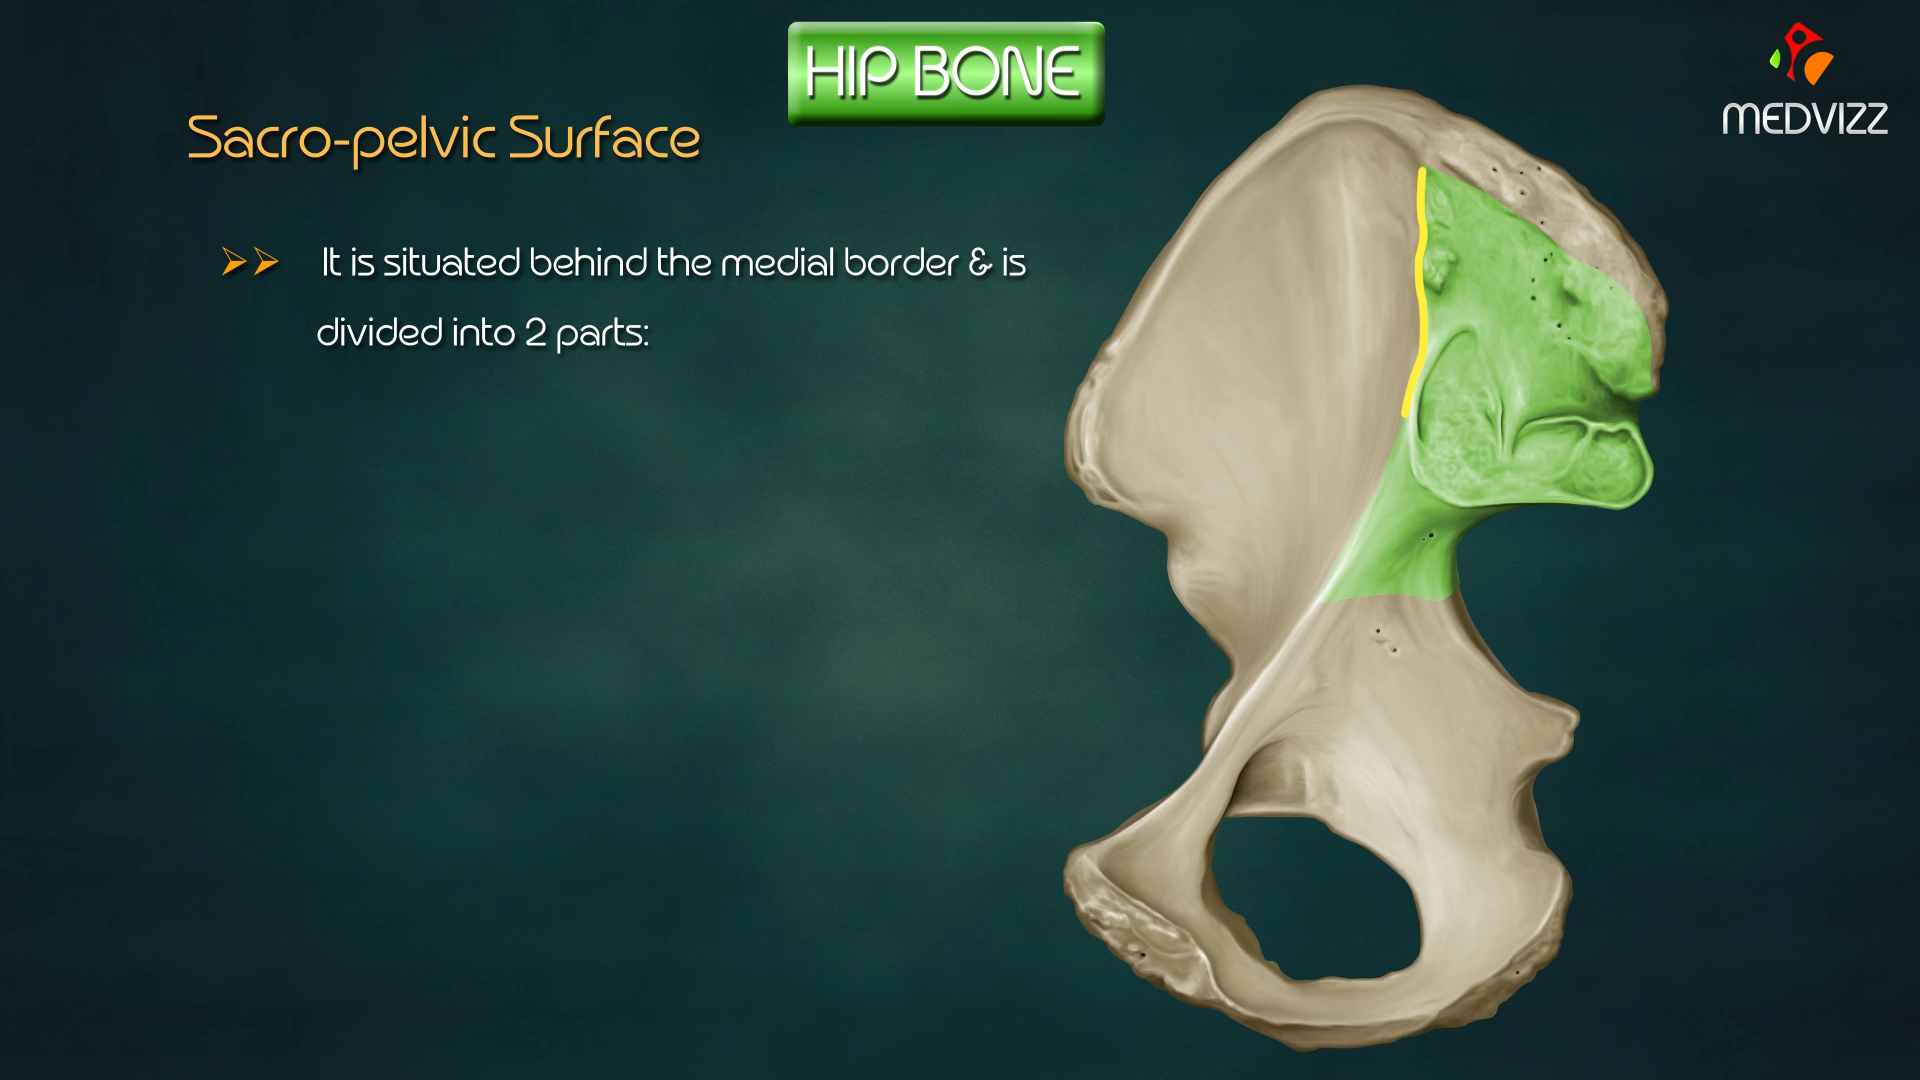 HIP BONE
MEDVIZZ
Sacro-pelvic Surface
It is situated behind the medial border & is
divided into 2 parts: